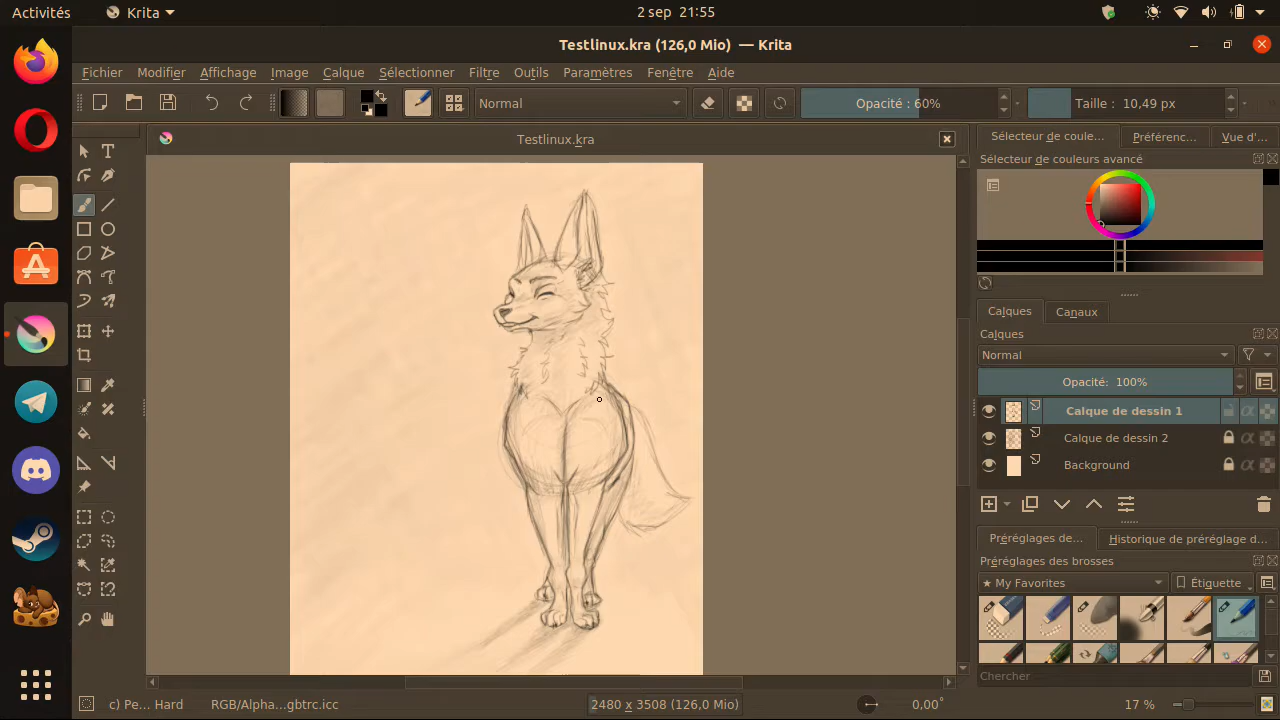 Activités
Krita
2 sep 21:55
Testlinux.kra (126,0 Mio) — Krita
Fichier Modifier Affichage Image Calque Sélectionner Filtre Outils Paramètres Fenêtre Aide
Normal
Opacité : 60%
Taille : 10,49 px
Testlinux.kra
Sélecteur de coule... Préférenc... Vue d'...
Sélecteur de couleurs avancé
Calques Canaux
Calques
Normal
Opacité: 100%
Calque de dessin 1
Calque de dessin 2
Background
Préréglages de... Historique de préréglage d...
Préréglages des brosses
★ My Favorites
Étiquette
Chercher
c) Pe... Hard
RGB/Alpha...gbtrc.icc
2480 x 3508 (126,0 Mio)
0,00°
17 %